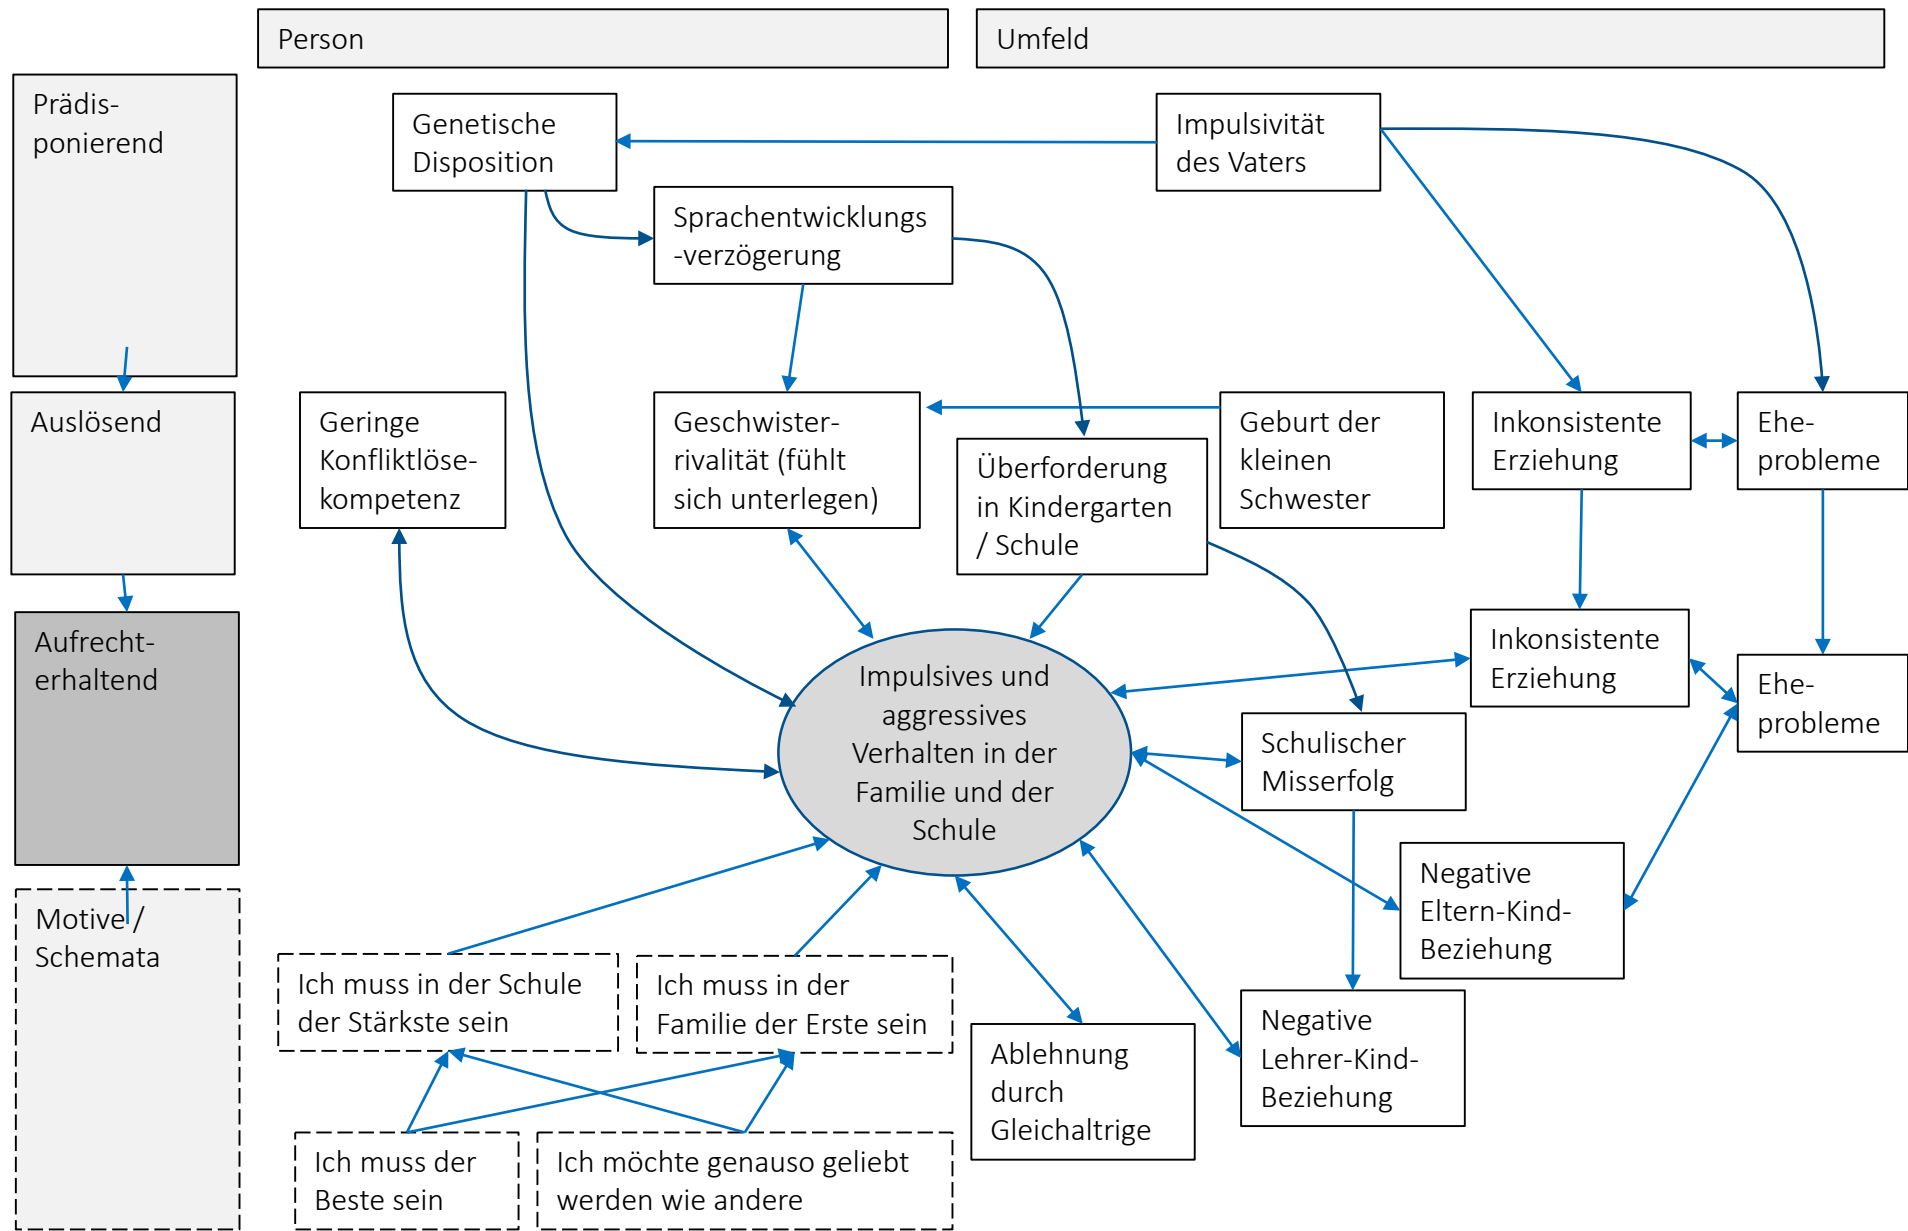 Person
Umfeld
Prädis-
ponierend
Genetische
Disposition
Impulsivität
des Vaters
Sprachentwicklungs
-verzögerung
Auslösend
Geringe
Konfliktlöse-
kompetenz
Geschwister-
rivalität (fühlt
sich unterlegen)
Überforderung
in Kindergarten
/ Schule
Geburt der
kleinen
Schwester
Inkonsistente
Erziehung
Ehe-
probleme
Aufrecht-
erhaltend
Impulsives und
aggressives
Verhalten in der
Familie und der
Schule
Inkonsistente
Erziehung
Ehe-
probleme
Schulischer
Misserfolg
Negative
Eltern-Kind-
Beziehung
Motive /
Schemata
Ich muss in der Schule
der Stärkste sein
Ich muss in der
Familie der Erste sein
Ablehnung
durch
Gleichaltrige
Negative
Lehrer-Kind-
Beziehung
Ich muss der
Beste sein
Ich möchte genauso geliebt
werden wie andere